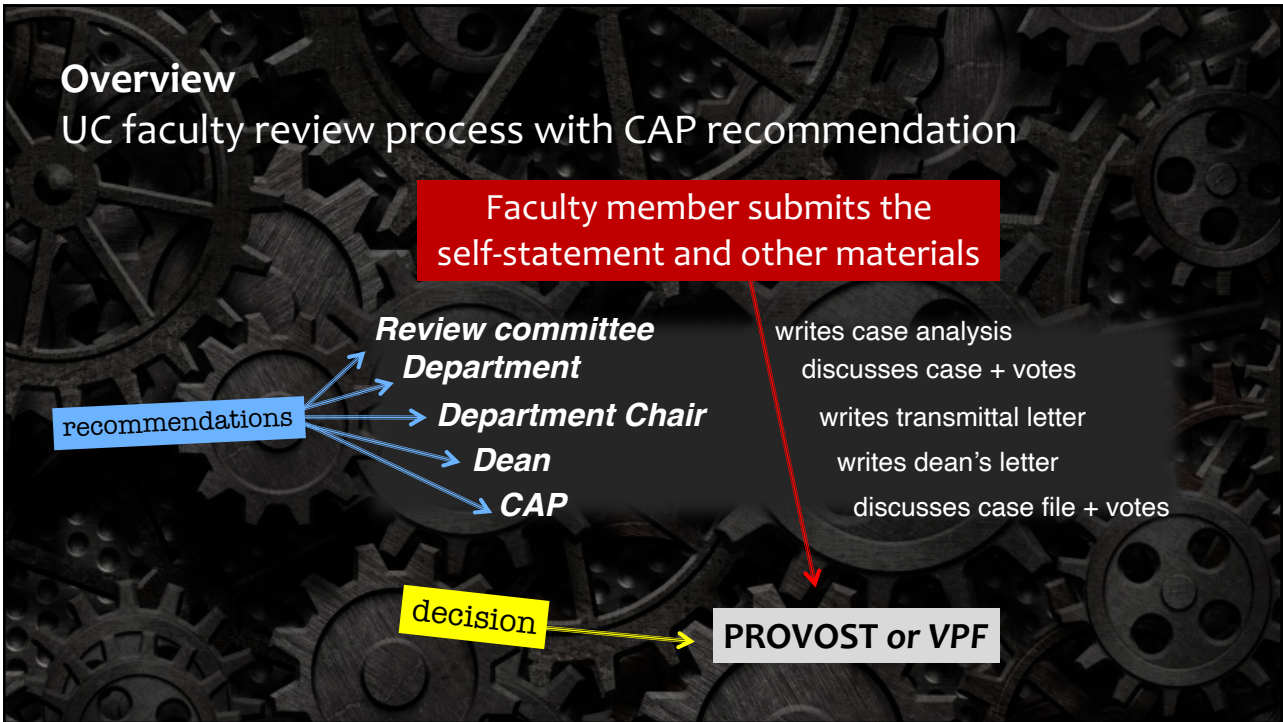 Overview
UC faculty review process with CAP recommendation
Faculty member submits the
self-statement and other materials
Review committee writes case analysis
Department discusses case + votes
recommendations
Department Chair writes transmittal letter
Dean writes dean’s letter
CAP discusses case file + votes
decision
PROVOST or VPF